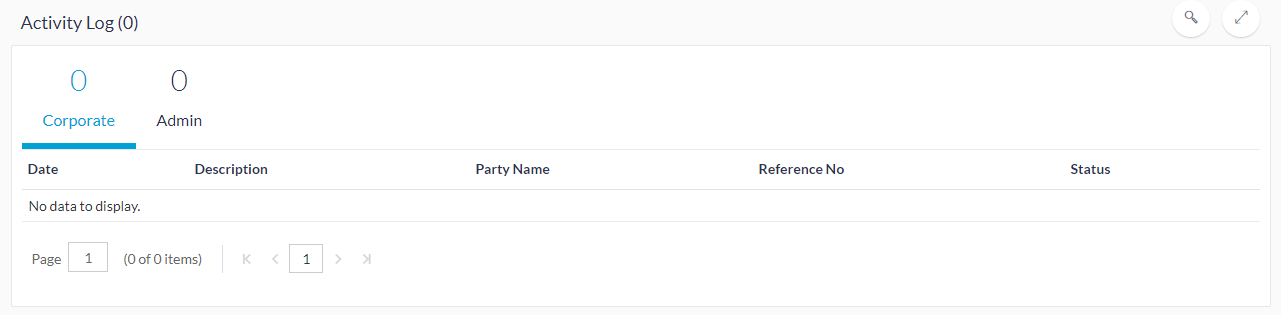 Activity Log (0)
0 0
Corporate Admin
Date Description Party Name Reference No Status
No data to display.
Page 1 (0 of 0 items) 1